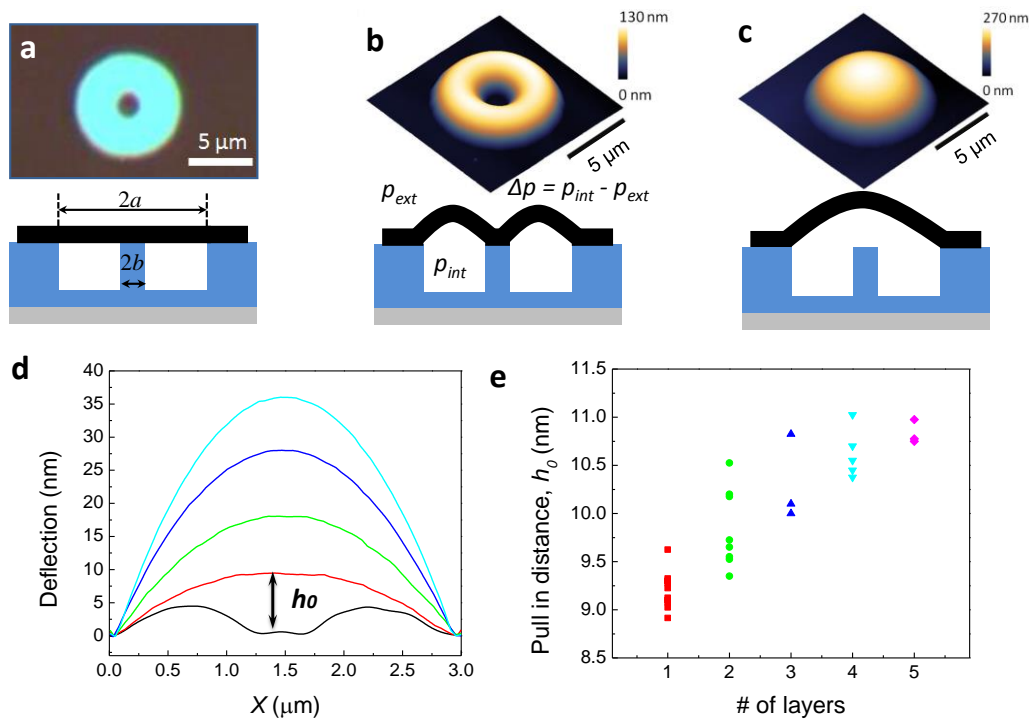 a
5 μm
2a
2b
b
130 nm
0 nm
5 μm
p_ext
Δp = p_int - p_ext
p_int
c
270 nm
0 nm
5 μm
d
40
35
30
25
20
15
10
5
0
Deflection (nm)
h₀
0.0 0.5 1.0 1.5 2.0 2.5 3.0
X (μm)
e
11.5
11.0
10.5
10.0
9.5
9.0
8.5
Pull in distance, h₀ (nm)
1 2 3 4 5
# of layers